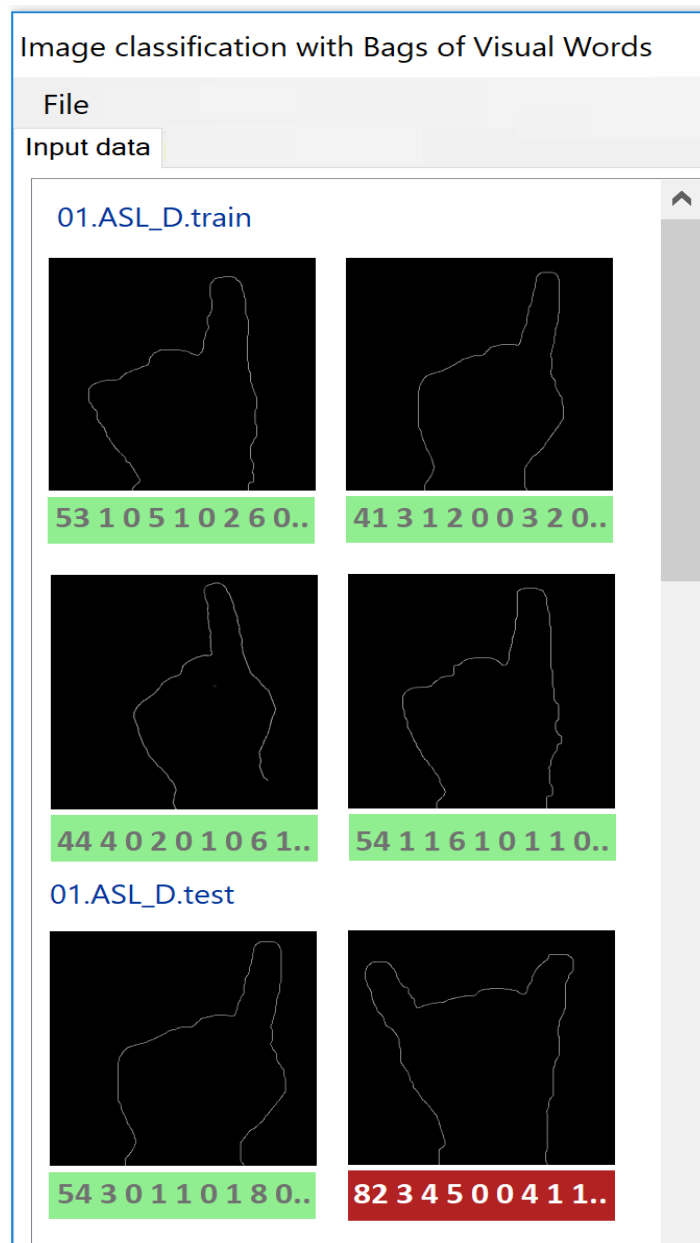 Image classification with Bags of Visual Words
File
Input data
01.ASL_D.train
53 1 0 5 1 0 2 6 0..
41 3 1 2 0 0 3 2 0..
44 4 0 2 0 1 0 6 1..
54 1 1 6 1 0 1 1 0..
01.ASL_D.test
54 3 0 1 1 0 1 8 0..
82 3 4 5 0 0 4 1 1..